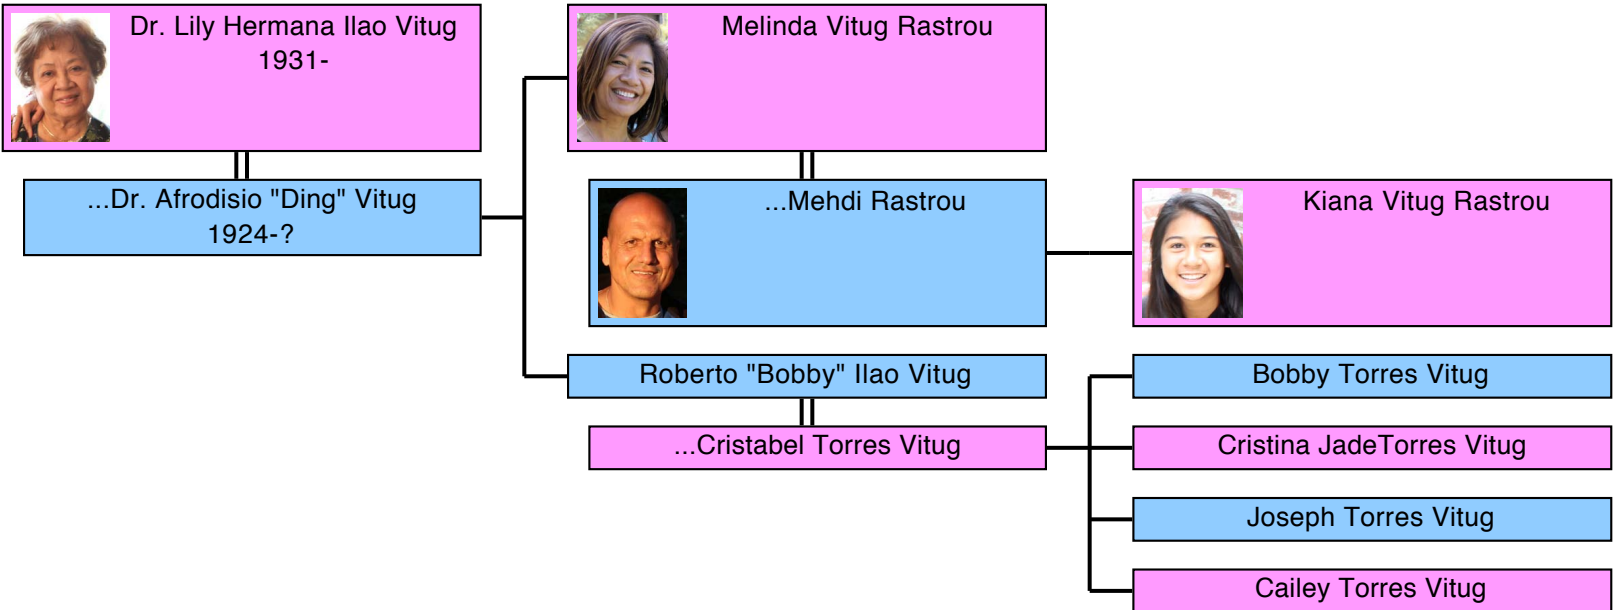 Dr. Lily Hermana Ilao Vitug
1931-
...Dr. Afrodisio "Ding" Vitug
1924-?
Melinda Vitug Rastrou
...Mehdi Rastrou
Kiana Vitug Rastrou
Roberto "Bobby" Ilao Vitug
...Cristabel Torres Vitug
Bobby Torres Vitug
Cristina JadeTorres Vitug
Joseph Torres Vitug
Cailey Torres Vitug